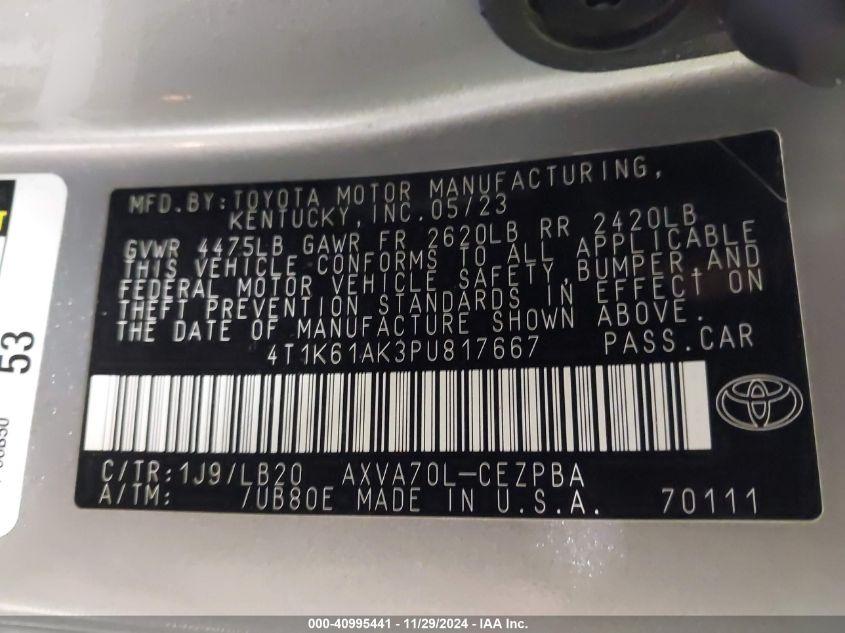 MFD.BY:TOYOTA MOTOR MANUFACTURING,
KENTUCKY,INC.05/23
GVWR 4475LB GAWR FR 2620LB RR 2420LB
THIS VEHICLE CONFORMS TO ALL APPLICABLE
FEDERAL MOTOR VEHICLE SAFETY,BUMPER,AND
THEFT PREVENTION STANDARDS IN EFFECT ON
THE DATE OF MANUFACTURE SHOWN ABOVE.
4T1K61AK3PU817667 PASS.CAR
C/TR:1J9/LB20 AXVA70L-CEZPBA
A/TM: /UB80E MADE IN U.S.A. 70111
53
000-40995441 - 11/29/2024 - IAA Inc.